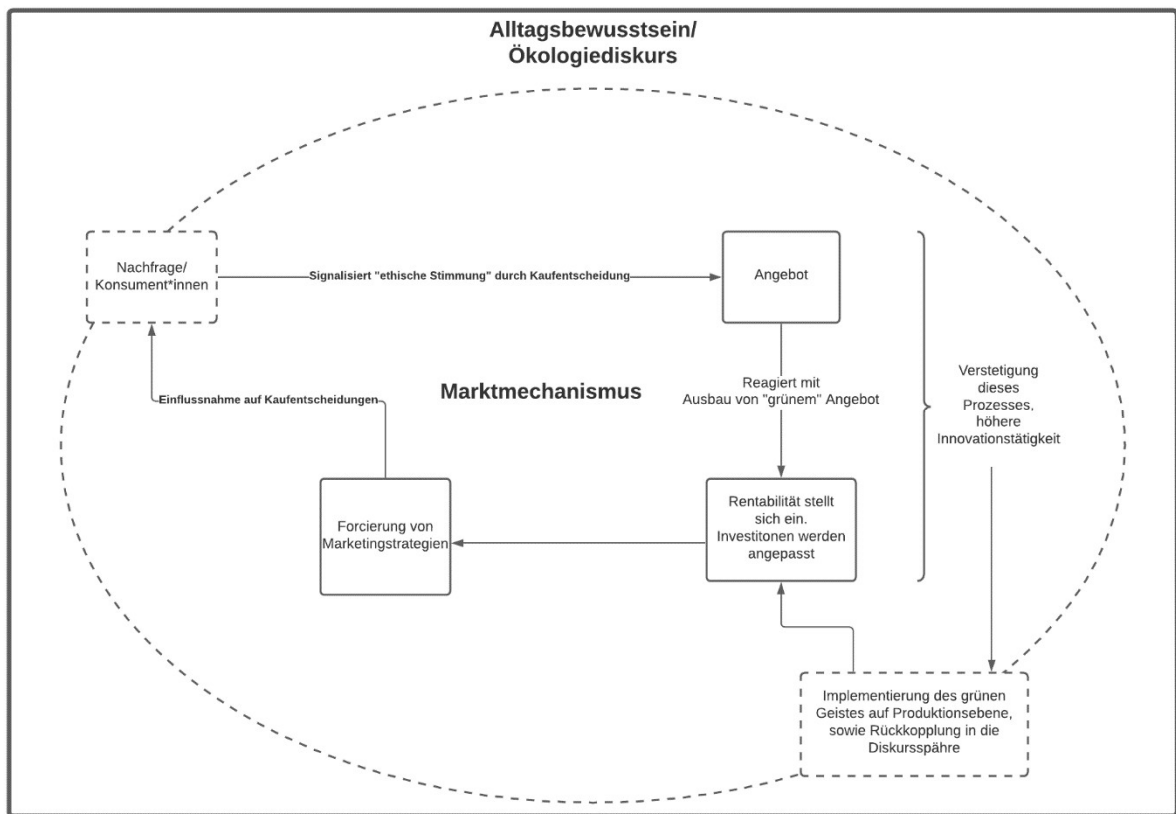 Alltagsbewusstsein/
Ökologiediskurs
Nachfrage/
Konsument*innen
Signalisiert "ethische Stimmung" durch Kaufentscheidung
Angebot
Reagiert mit
Ausbau von "grünem" Angebot
Marktmechanismus
Einflussnahme auf Kaufentscheidungen
Verstetigung
dieses
Prozesses,
höhere
Innovationstätigkeit
Forcierung von
Marketingstrategien
Rentabilität stellt
sich ein.
Investitonen werden
angepasst
Implementierung des grünen
Geistes auf Produktionsebene,
sowie Rückkopplung in die
Diskursspähre